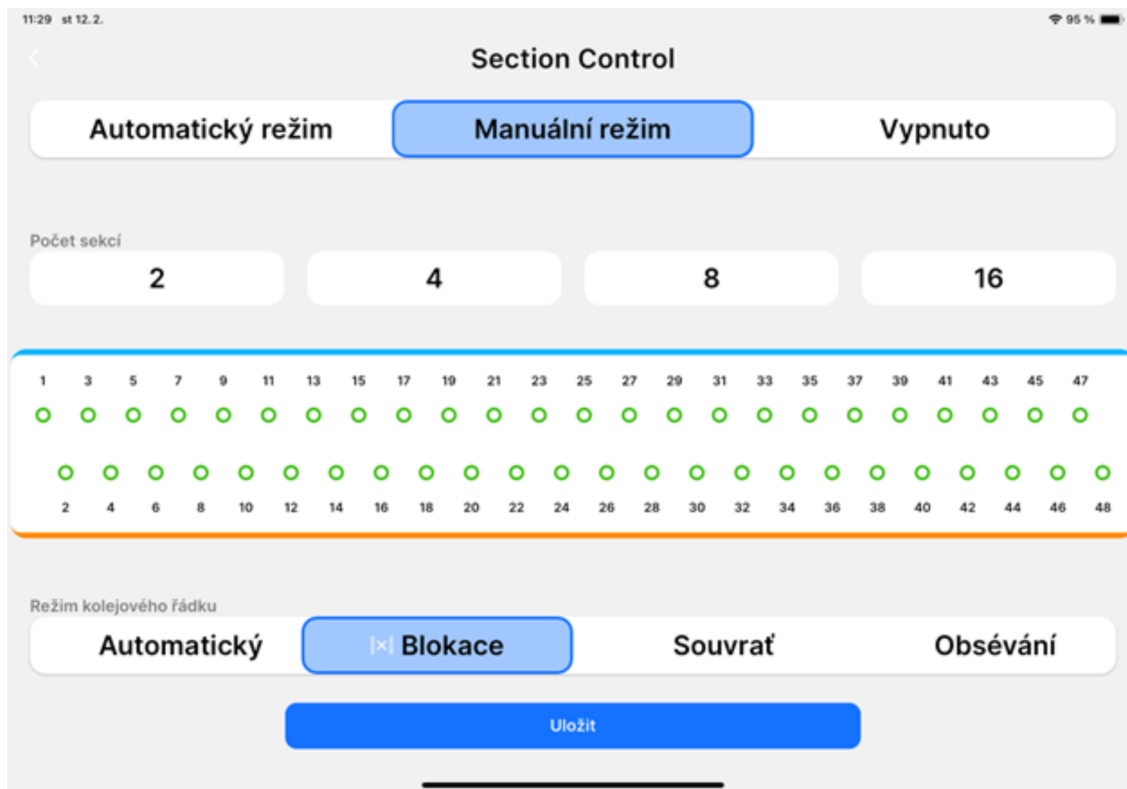 11:29 st 12. 2. 95 %
Section Control
Automatický režim Manuální režim Vypnuto
Počet sekcí
2 4 8 16
1 3 5 7 9 11 13 15 17 19 21 23 25 27 29 31 33 35 37 39 41 43 45 47
2 4 6 8 10 12 14 16 18 20 22 24 26 28 30 32 34 36 38 40 42 44 46 48
Režim kolejového řádku
Automatický |×| Blokace Souvrať Obsévání
Uložit